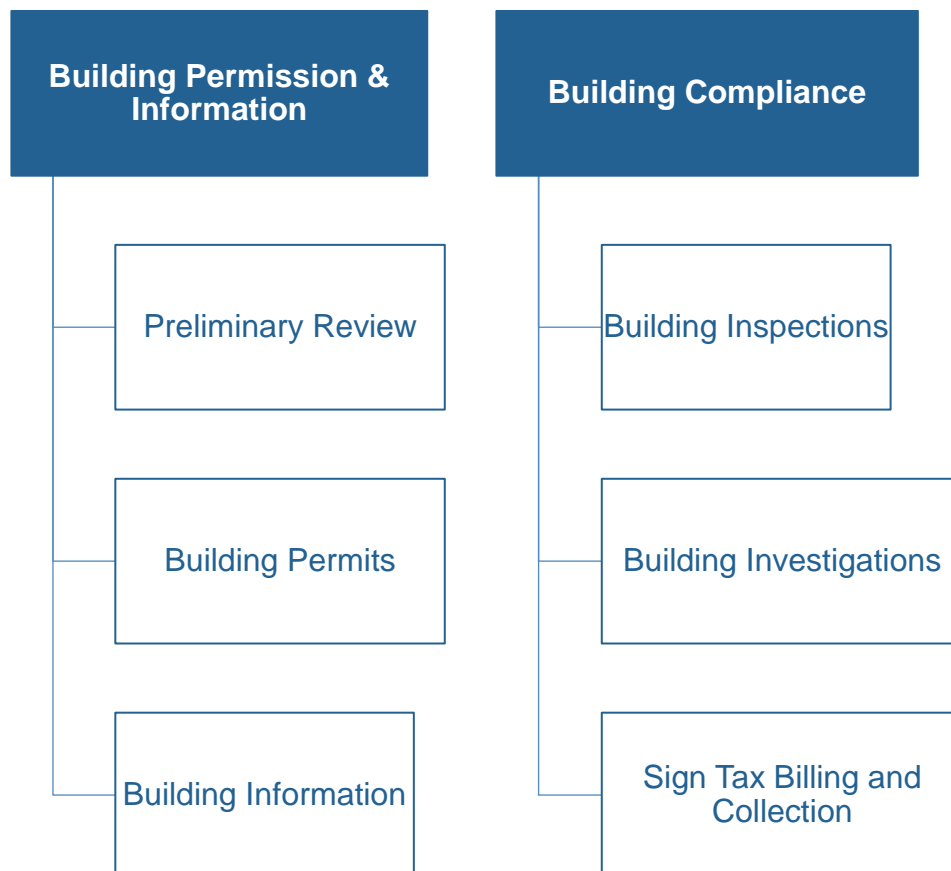 Building Permission &
Information
Preliminary Review
Building Permits
Building Information
Building Compliance
Building Inspections
Building Investigations
Sign Tax Billing and
Collection